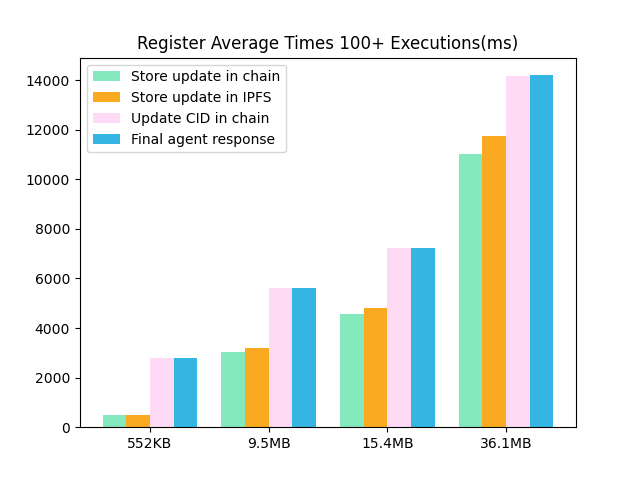 Register Average Times 100+ Executions(ms)
Store update in chain
Store update in IPFS
Update CID in chain
Final agent response
14000
12000
10000
8000
6000
4000
2000
0
552KB 9.5MB 15.4MB 36.1MB